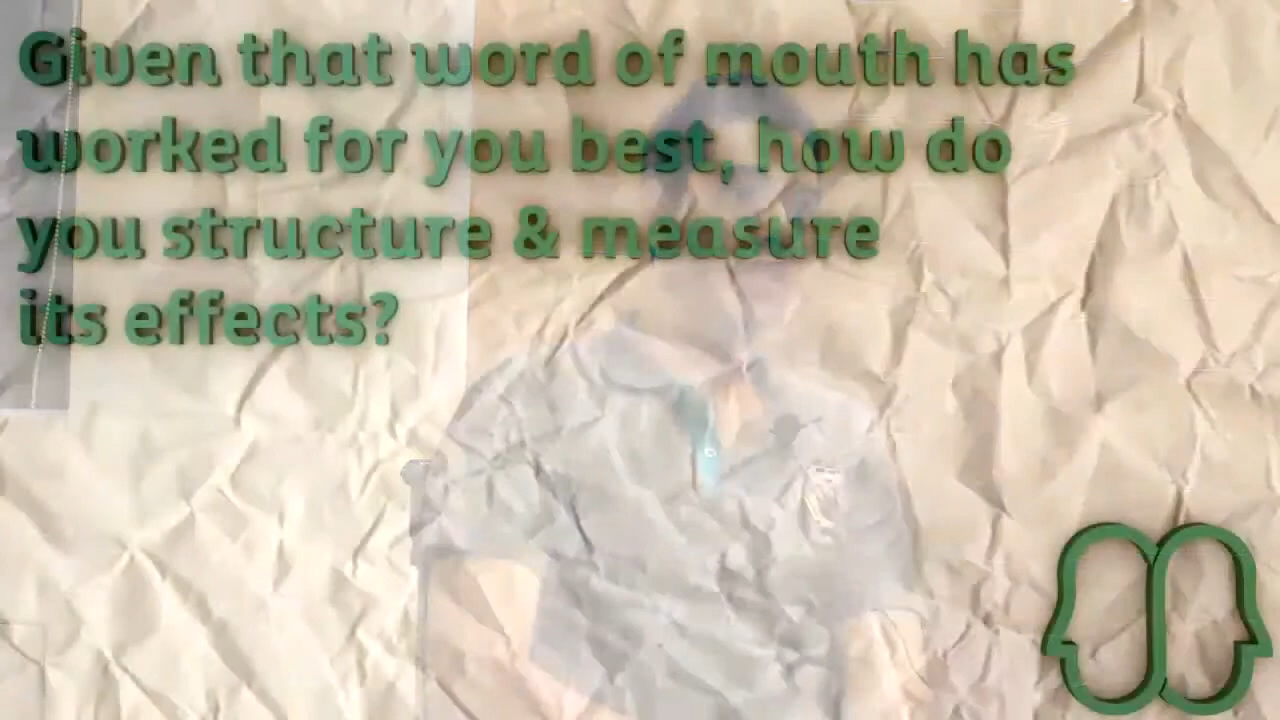 Given that word of mouth has
worked for you best, how do
you structure & measure
its effects?